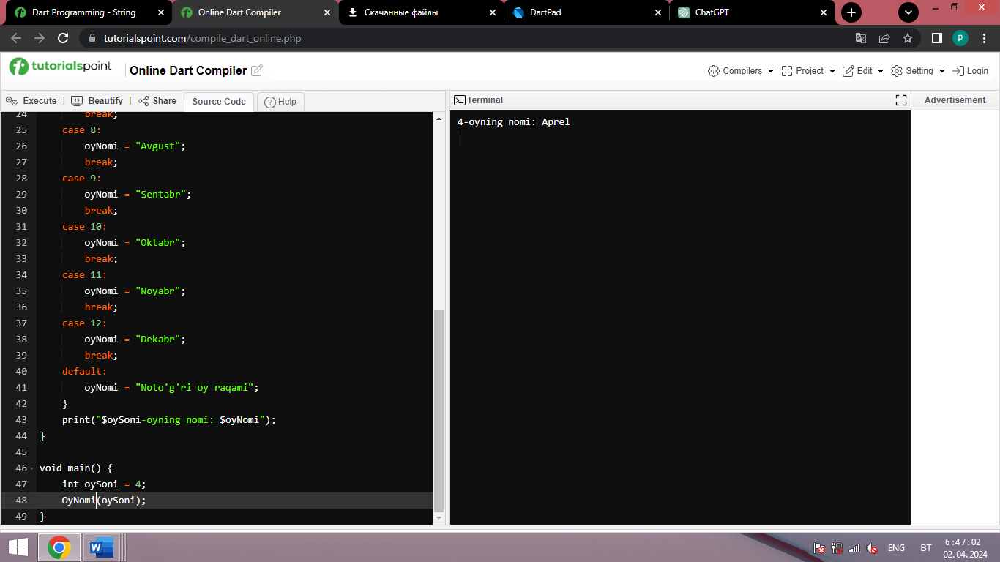 Dart Programming - String
Online Dart Compiler
Скачанные файлы
DartPad
ChatGPT
tutorialspoint.com/compile_dart_online.php
P
tutorialspoint
Online Dart Compiler
Compilers
Project
Edit
Setting
Login
Execute | Beautify | Share
Source Code
Help
Terminal
Advertisement
24 break;
25 case 8:
26 oyNomi = "Avgust";
27 break;
28 case 9:
29 oyNomi = "Sentabr";
30 break;
31 case 10:
32 oyNomi = "Oktabr";
33 break;
34 case 11:
35 oyNomi = "Noyabr";
36 break;
37 case 12:
38 oyNomi = "Dekabr";
39 break;
40 default:
41 oyNomi = "Noto'g'ri oy raqami";
42 }
43 print("$oySoni-oyning nomi: $oyNomi");
44 }
45
46 void main() {
47 int oySoni = 4;
48 OyNomi(oySoni);
49 }
4-oyning nomi: Aprel
ENG
БТ
6:47:02
02.04.2024